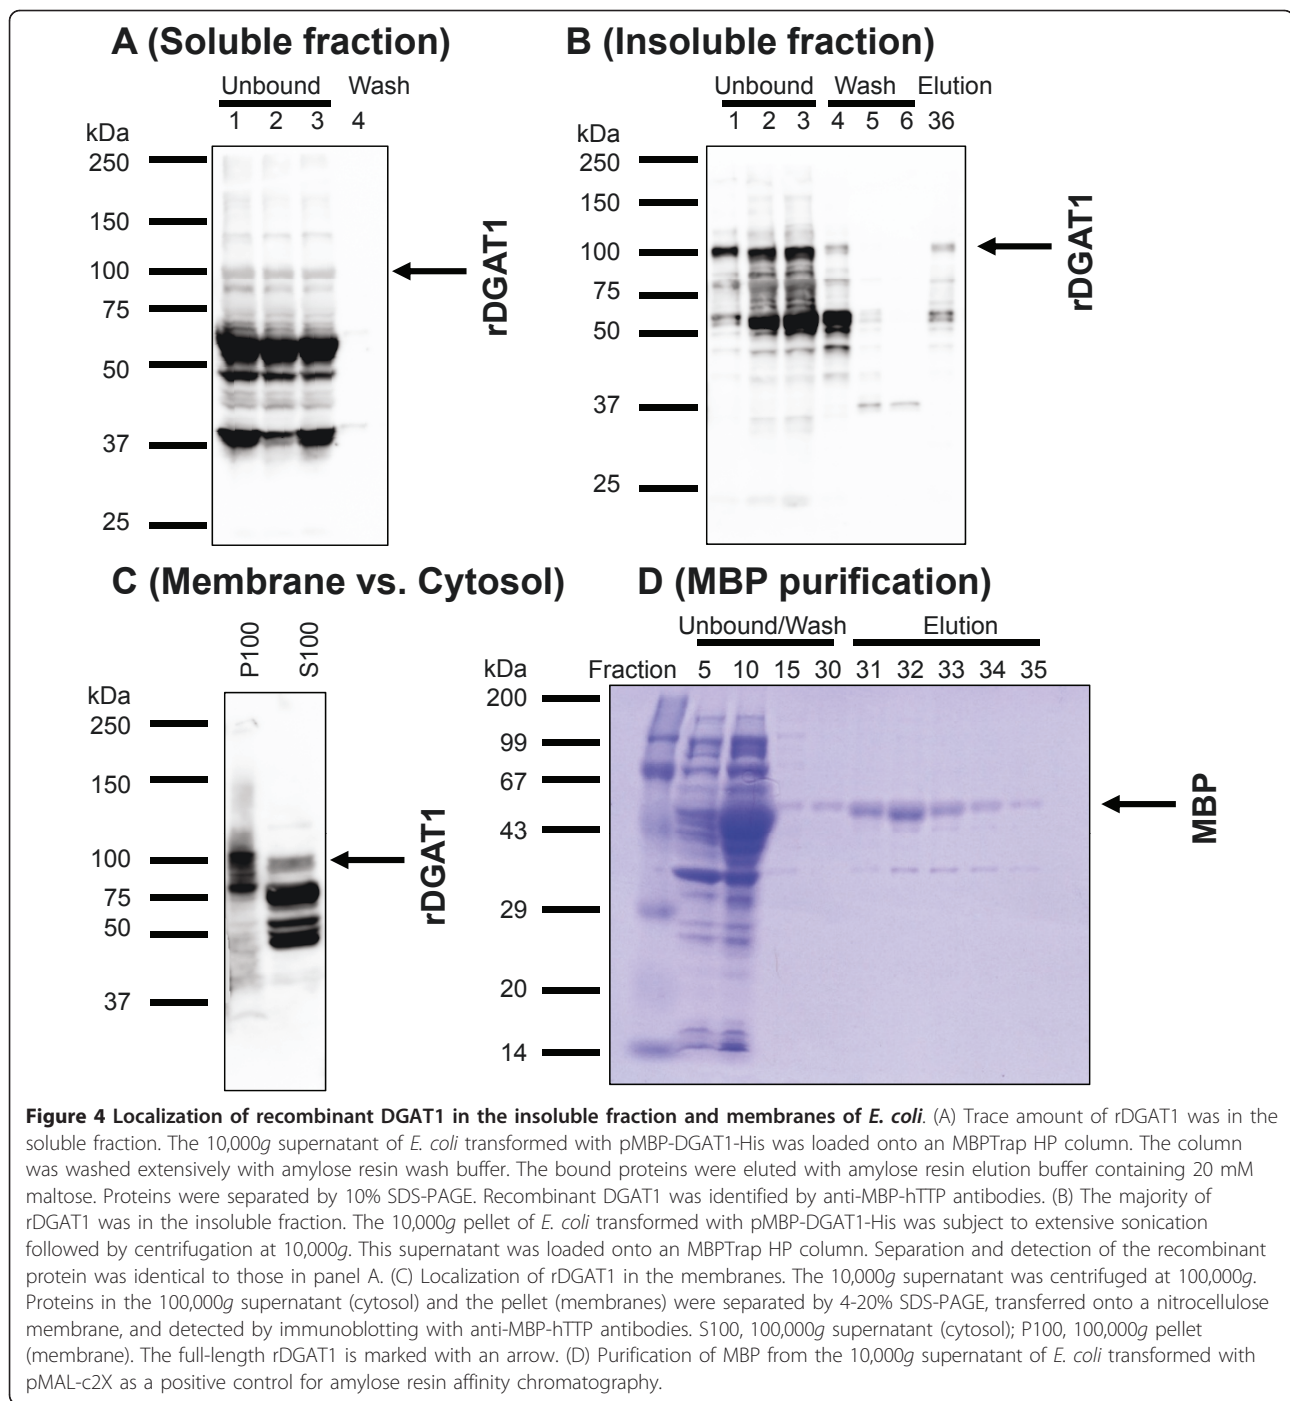 A (Soluble fraction)
Unbound Wash
1 2 3 4
kDa
250
150
100
75
50
37
25
rDGAT1
B (Insoluble fraction)
Unbound Wash Elution
1 2 3 4 5 6 36
kDa
250
150
100
75
50
37
25
rDGAT1
C (Membrane vs. Cytosol)
P100
S100
kDa
250
150
100
75
50
37
rDGAT1
D (MBP purification)
Unbound/Wash Elution
kDa Fraction 5 10 15 30 31 32 33 34 35
200
99
67
43
29
20
14
MBP
Figure 4 Localization of recombinant DGAT1 in the insoluble fraction and membranes of E. coli. (A) Trace amount of rDGAT1 was in the
soluble fraction. The 10,000g supernatant of E. coli transformed with pMBP-DGAT1-His was loaded onto an MBPTrap HP column. The column
was washed extensively with amylose resin wash buffer. The bound proteins were eluted with amylose resin elution buffer containing 20 mM
maltose. Proteins were separated by 10% SDS-PAGE. Recombinant DGAT1 was identified by anti-MBP-hTTP antibodies. (B) The majority of
rDGAT1 was in the insoluble fraction. The 10,000g pellet of E. coli transformed with pMBP-DGAT1-His was subject to extensive sonication
followed by centrifugation at 10,000g. This supernatant was loaded onto an MBPTrap HP column. Separation and detection of the recombinant
protein was identical to those in panel A. (C) Localization of rDGAT1 in the membranes. The 10,000g supernatant was centrifuged at 100,000g.
Proteins in the 100,000g supernatant (cytosol) and the pellet (membranes) were separated by 4-20% SDS-PAGE, transferred onto a nitrocellulose
membrane, and detected by immunoblotting with anti-MBP-hTTP antibodies. S100, 100,000g supernatant (cytosol); P100, 100,000g pellet
(membrane). The full-length rDGAT1 is marked with an arrow. (D) Purification of MBP from the 10,000g supernatant of E. coli transformed with
pMAL-c2X as a positive control for amylose resin affinity chromatography.